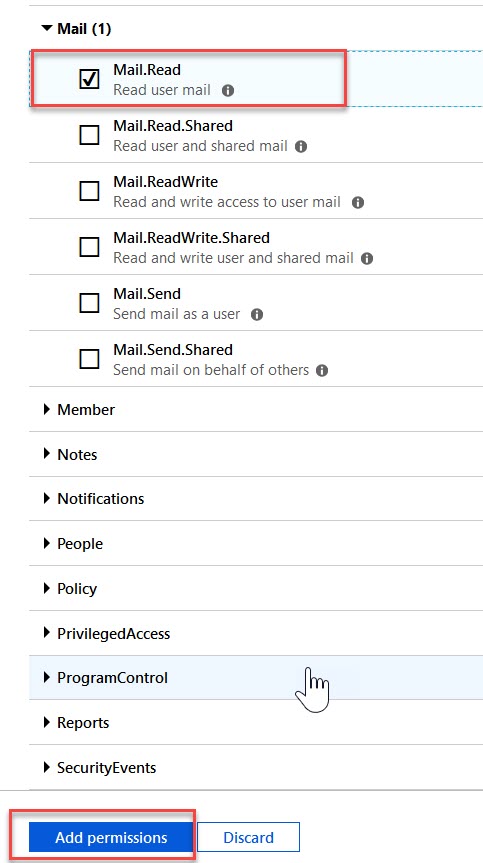 Mail (1)
Mail.Read
Read user mail
Mail.Read.Shared
Read user and shared mail
Mail.ReadWrite
Read and write access to user mail
Mail.ReadWrite.Shared
Read and write user and shared mail
Mail.Send
Send mail as a user
Mail.Send.Shared
Send mail on behalf of others
Member
Notes
Notifications
People
Policy
PrivilegedAccess
ProgramControl
Reports
SecurityEvents
Add permissions Discard